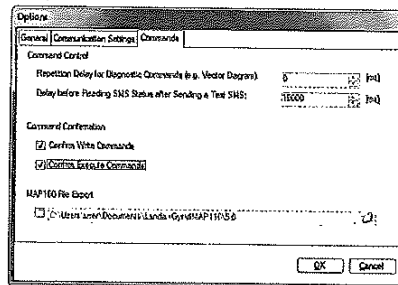 Options
General Communication Settings Commands
Command Control
Repetition Delay for Diagnostic Commands (e.g. Vector Diagram): 0 [ms]
Delay before Reading SMS Status after Sending a Test SMS: 10000 [ms]
Command Confirmation
Confirm Write Commands
Confirm Execute Commands
MAP160 File Export
OK Cancel